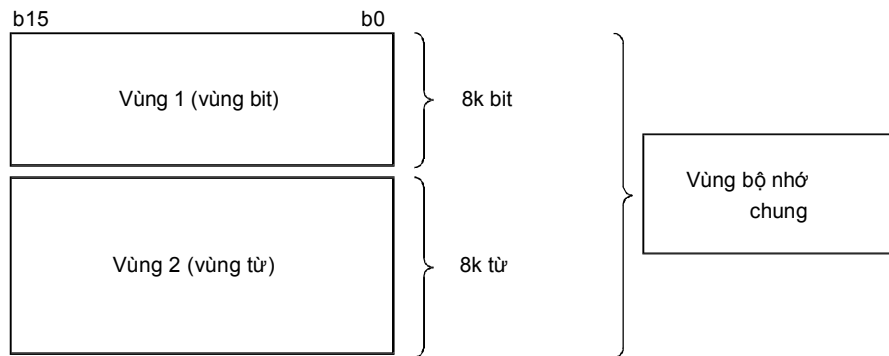 b15 b0
Vùng 1 (vùng bit)
8k bit
Vùng bộ nhớ
chung
Vùng 2 (vùng từ)
8k từ